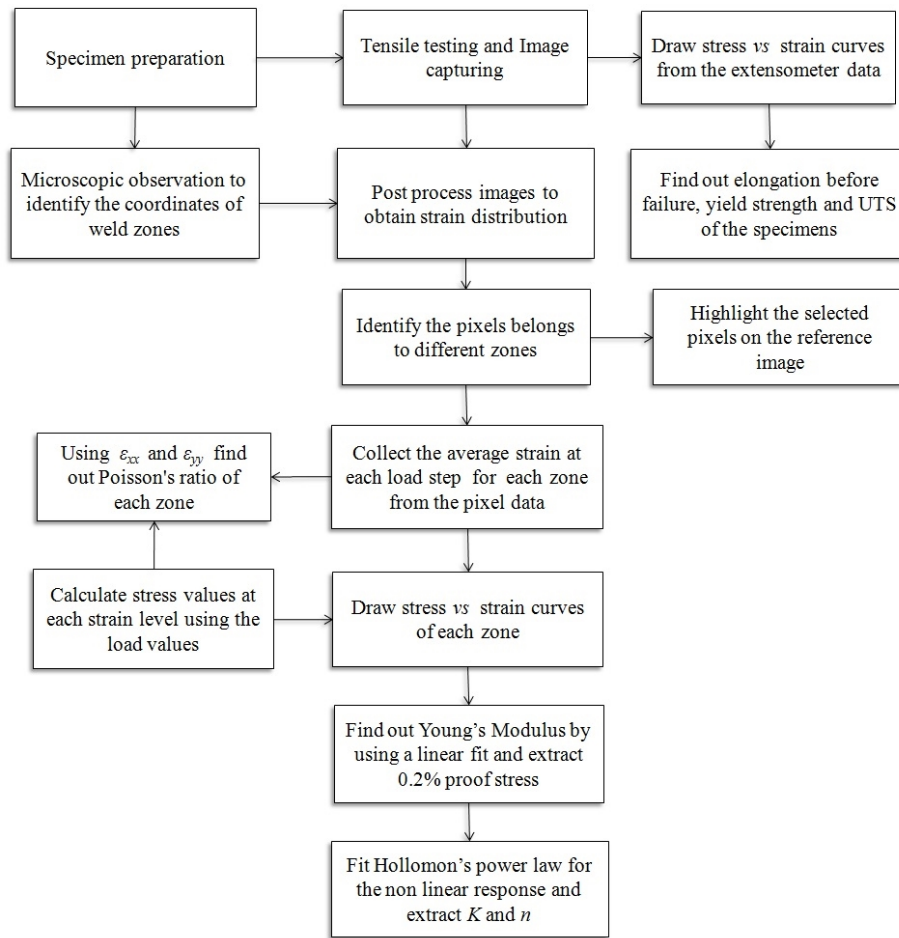 Specimen preparation
Tensile testing and Image
capturing
Draw stress vs strain curves
from the extensometer data
Microscopic observation to
identify the coordinates of
weld zones
Post process images to
obtain strain distribution
Find out elongation before
failure, yield strength and UTS
of the specimens
Identify the pixels belongs
to different zones
Highlight the selected
pixels on the reference
image
Using εxx and εyy find
out Poisson's ratio of
each zone
Collect the average strain at
each load step for each zone
from the pixel data
Calculate stress values at
each strain level using the
load values
Draw stress vs strain curves
of each zone
Find out Young’s Modulus by
using a linear fit and extract
0.2% proof stress
Fit Hollomon’s power law for
the non linear response and
extract K and n